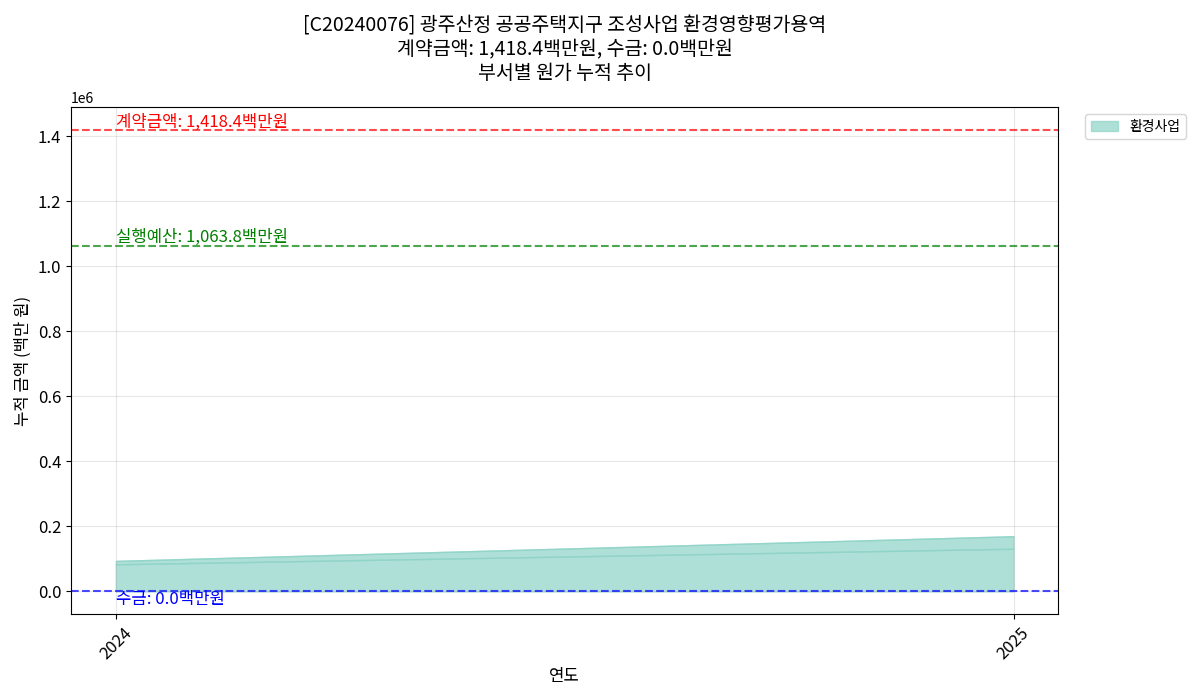 [C20240076] 광주산정 공공주택지구 조성사업 환경영향평가용역
계약금액: 1,418.4백만원, 수금: 0.0백만원
부서별 원가 누적 추이
1e6
계약금액: 1,418.4백만원
환경사업
1.4
실행예산: 1,063.8백만원
1.2
1.0
0.8
누적 금액 (백만 원)
0.6
0.4
0.2
0.0
수금: 0.0백만원
2024
2025
연도